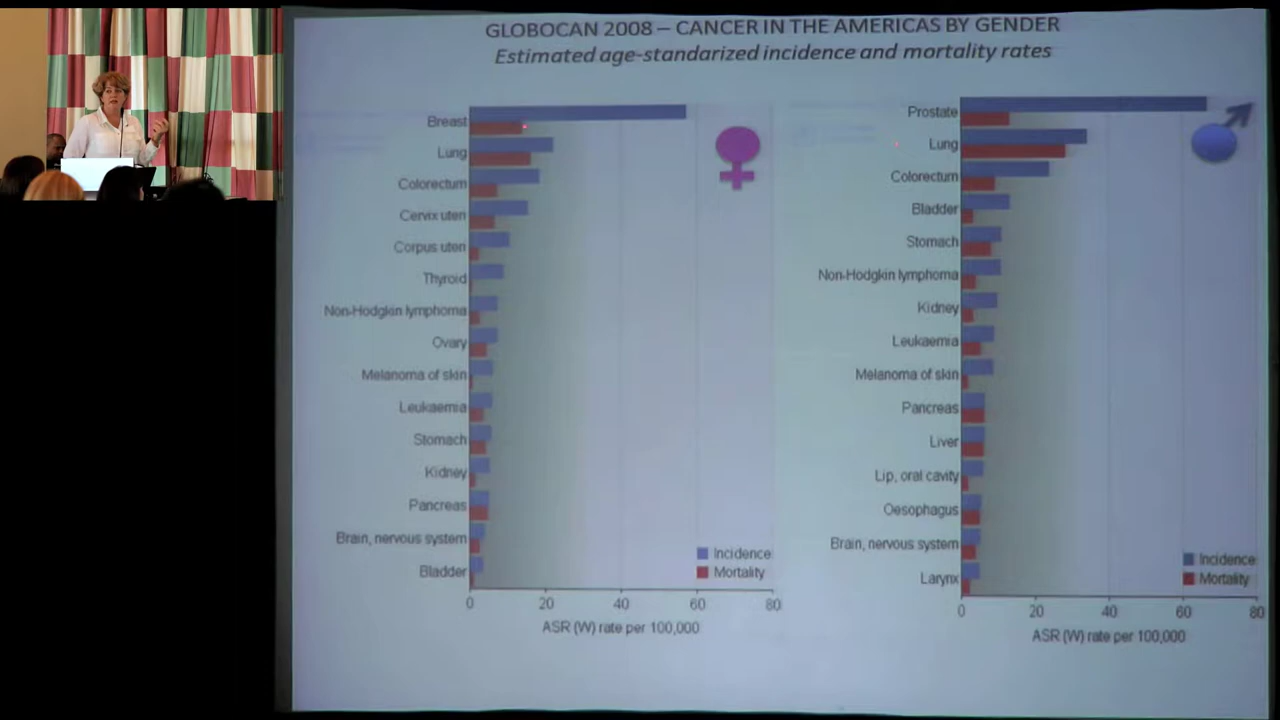 GLOBOCAN 2008 – CANCER IN THE AMERICAS BY GENDER
Estimated age-standarized incidence and mortality rates
Breast
Lung
Colorectum
Cervix uteri
Corpus uteri
Thyroid
Non-Hodgkin lymphoma
Ovary
Melanoma of skin
Leukaemia
Stomach
Kidney
Pancreas
Brain, nervous system
Bladder
Incidence
Mortality
0 20 40 60 80
ASR (W) rate per 100,000
Prostate
Lung
Colorectum
Bladder
Stomach
Non-Hodgkin lymphoma
Kidney
Leukaemia
Melanoma of skin
Pancreas
Liver
Lip, oral cavity
Oesophagus
Brain, nervous system
Larynx
Incidence
Mortality
0 20 40 60 80
ASR (W) rate per 100,000